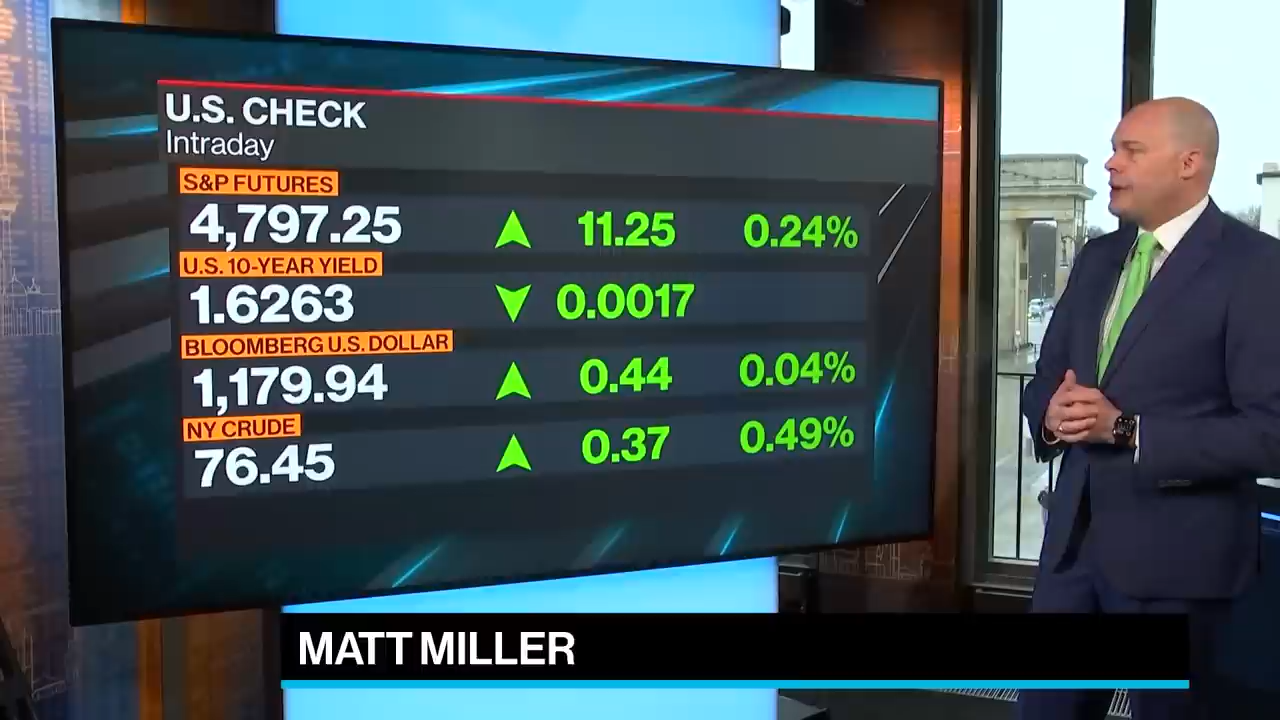 U.S. CHECK
Intraday
S&P FUTURES
4,797.25 ▲ 11.25 0.24%
U.S. 10-YEAR YIELD
1.6263 ▼ 0.0017
BLOOMBERG U.S. DOLLAR
1,179.94 ▲ 0.44 0.04%
NY CRUDE
76.45 ▲ 0.37 0.49%
MATT MILLER